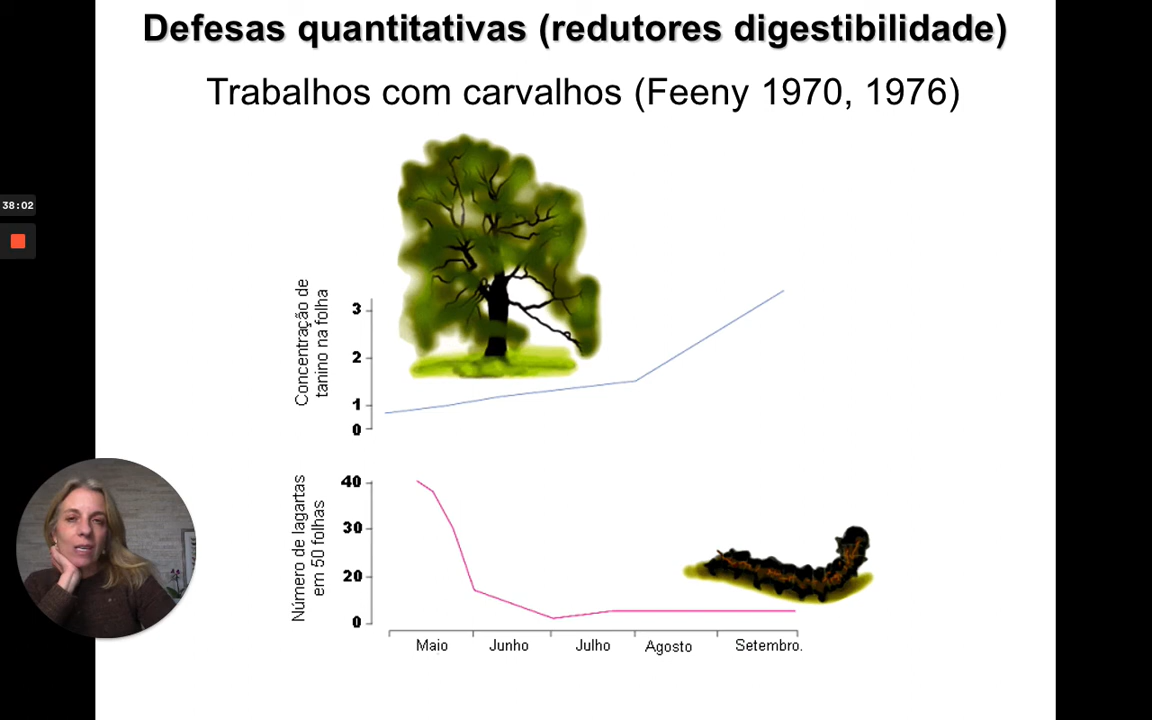 Defesas quantitativas (redutores digestibilidade)
Trabalhos com carvalhos (Feeny 1970, 1976)
38:02
Concentração de
tanino na folha
3
2
1
0
Número de lagartas
em 50 folhas
40
30
20
0
Maio
Junho
Julho
Agosto
Setembro.